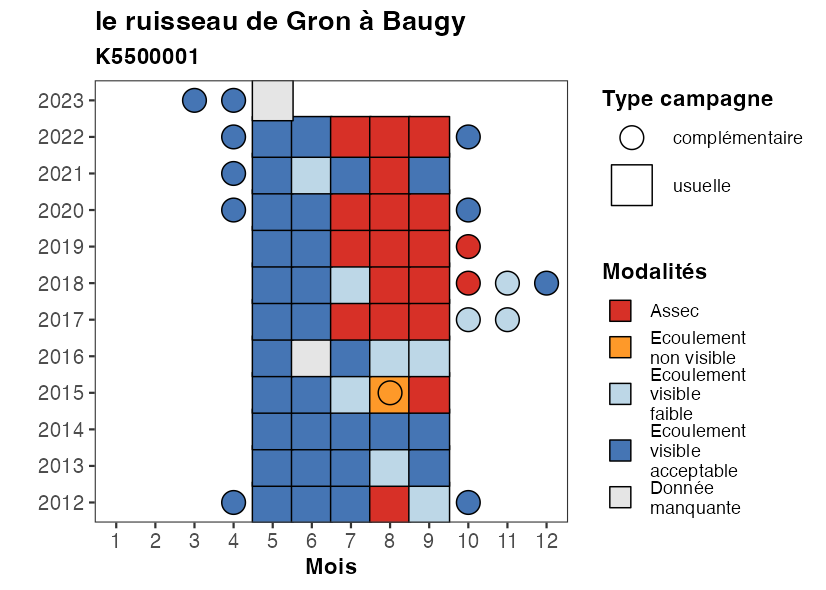 le ruisseau de Gron à Baugy
K5500001
2023
2022
2021
2020
2019
2018
2017
2016
2015
2014
2013
2012
1 2 3 4 5 6 7 8 9 10 11 12
Mois
Type campagne
complémentaire
usuelle
Modalités
Assec
Ecoulement
non visible
Ecoulement
visible
faible
Ecoulement
visible
acceptable
Donnée
manquante